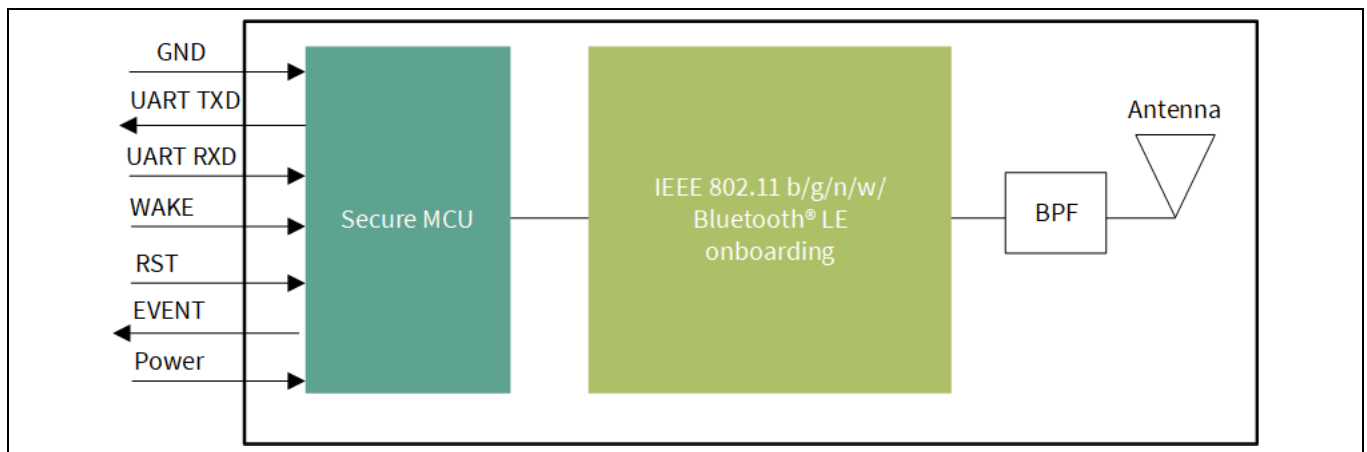 GND
UART TXD
UART RXD
WAKE
RST
EVENT
Power
Secure MCU
IEEE 802.11 b/g/n/w/
Bluetooth® LE
onboarding
BPF
Antenna